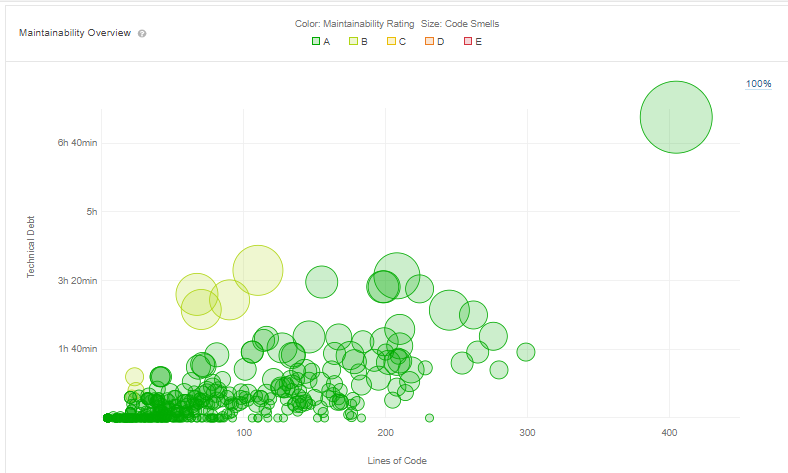 Color: Maintainability Rating Size: Code Smells
Maintainability Overview ?
A B C D E
100%
6h 40min
5h
Technical Debt
3h 20min
1h 40min
100 200 300 400
Lines of Code